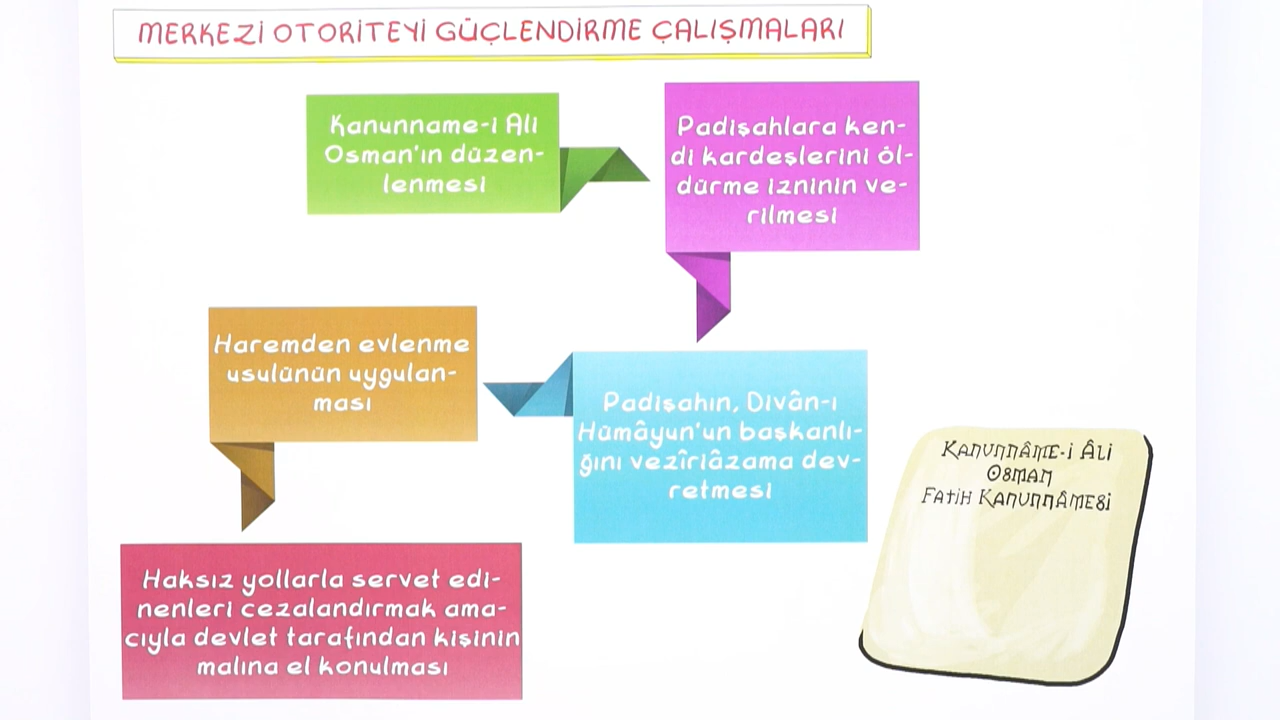 MERKEZİ OTORİTEYİ GÜÇLENDİRME ÇALIŞMALARI
Kanunname-i Ali
Osman'ın düzen-
lenmesi
Padişahlara ken-
di kardeşlerini öl-
dürme izninin ve-
rilmesi
Padişahın, Divân-ı
Hümâyun'un başkanlı-
ğını vezîriâzama dev-
retmesi
Haremden evlenme
usulünün uygulan-
ması
Haksız yollarla servet edi-
nenleri cezalandırmak ama-
cıyla devlet tarafından kişinin
malına el konulması
KANUNNÂME-İ ÂLİ
OSMAN
FATİH KANUNNÂMESİ